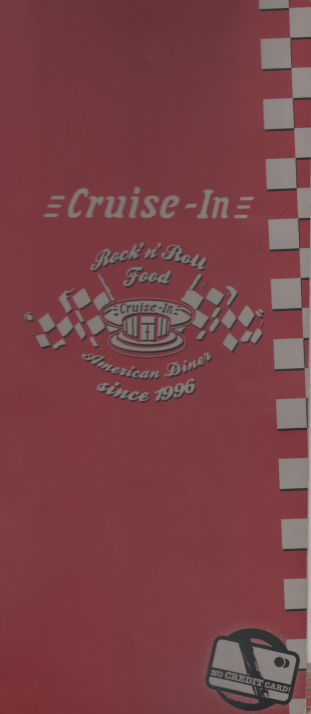 Cruise-In
Rock'n'Roll
Food
Cruise-In
American Diner
since 1996
NO CREDIT CARD!